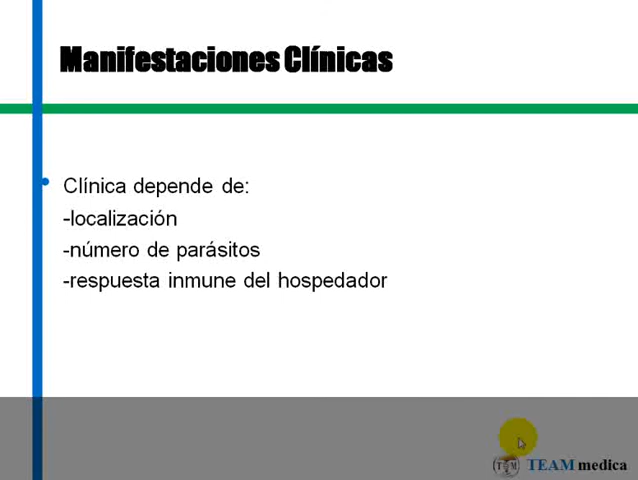 Manifestaciones Clínicas
• Clínica depende de:
-localización
-número de parásitos
-respuesta inmune del hospedador
TEAM medica